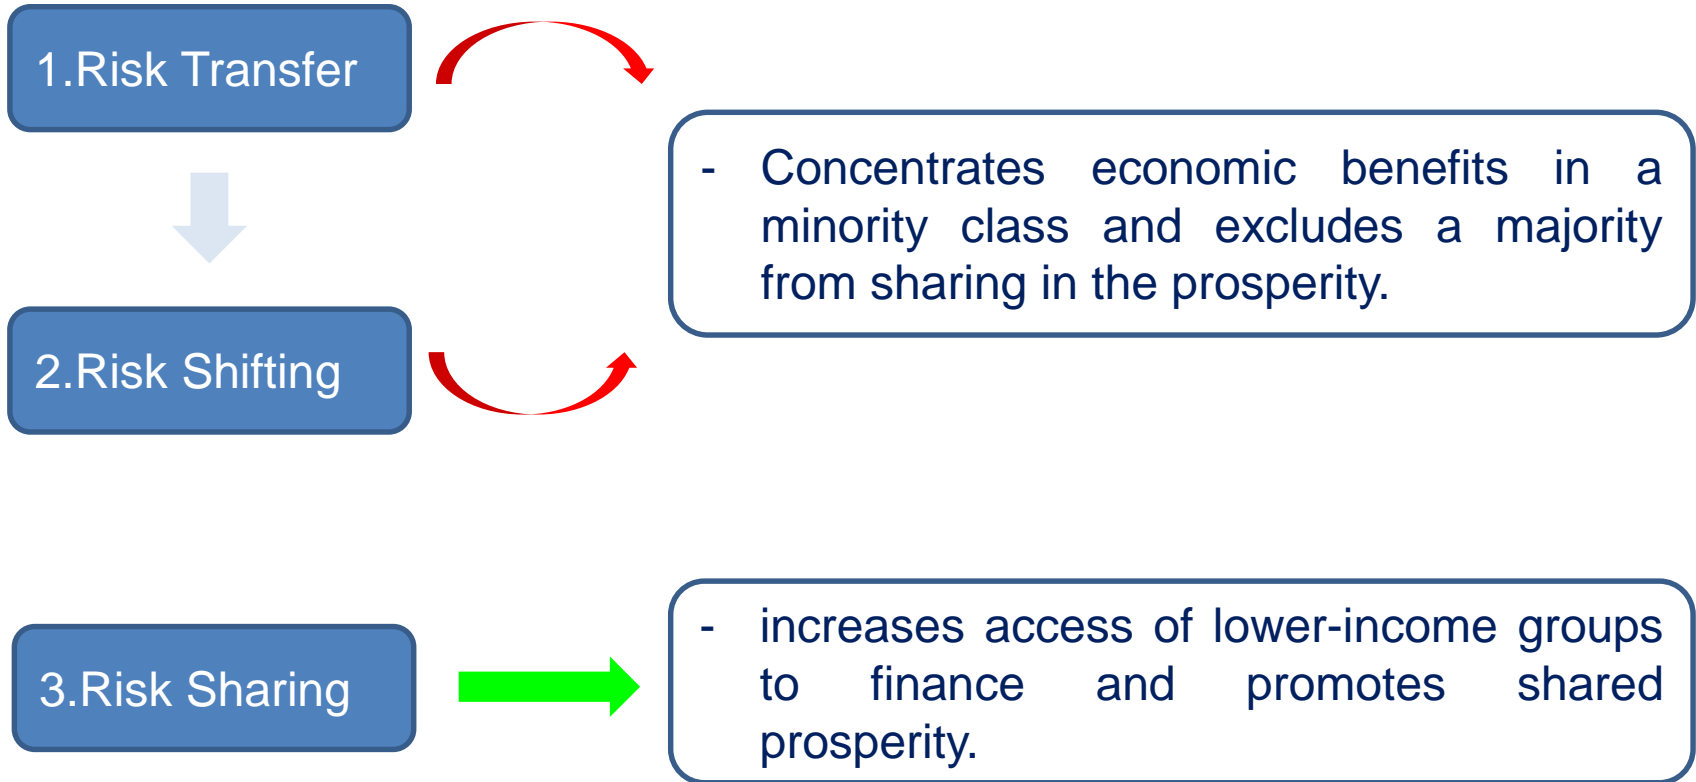 1.Risk Transfer
- Concentrates economic benefits in a
minority class and excludes a majority
from sharing in the prosperity.
2.Risk Shifting
3.Risk Sharing
- increases access of lower-income groups
to finance and promotes shared
prosperity.